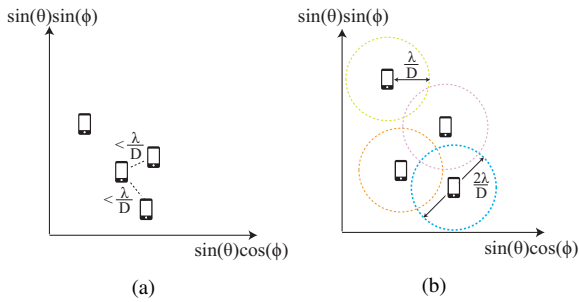 sin(θ)sin(ϕ)
< λ/D
< λ/D
sin(θ)cos(ϕ)
(a)
sin(θ)sin(ϕ)
λ/D
2λ/D
sin(θ)cos(ϕ)
(b)